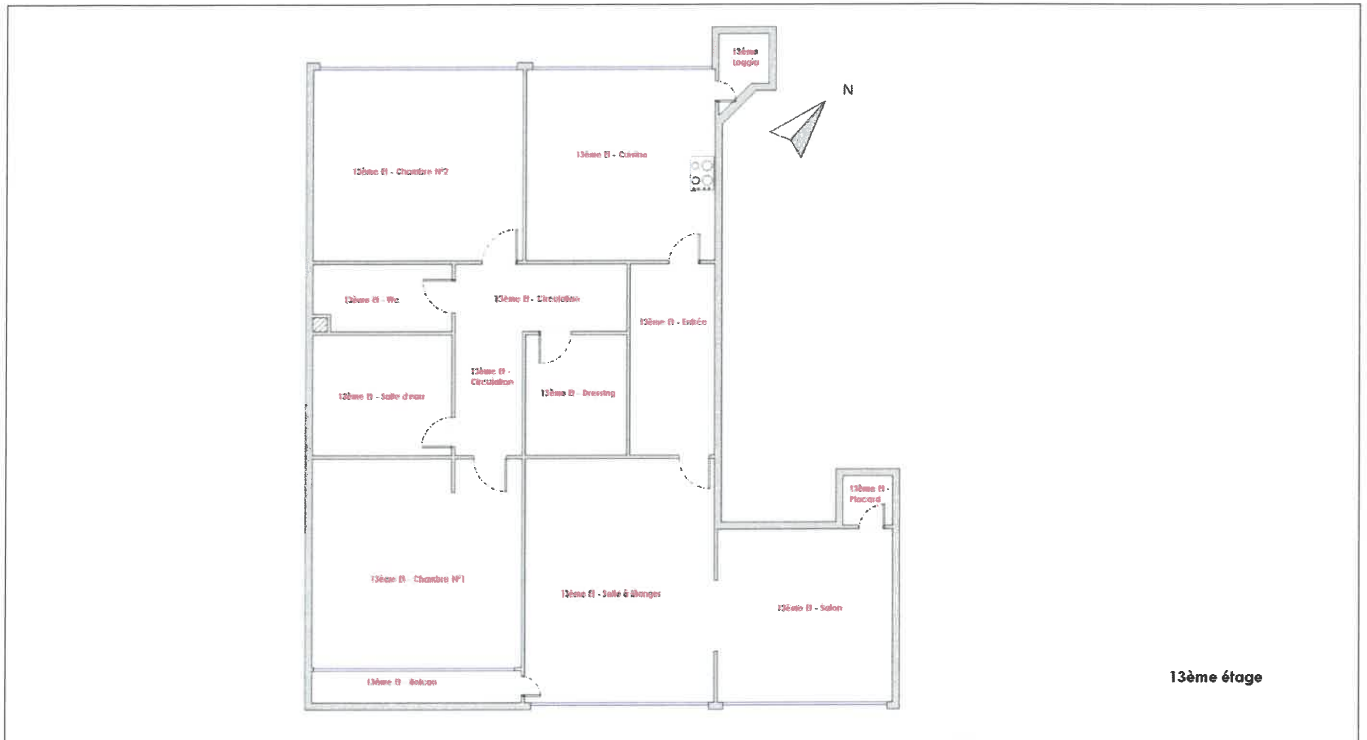 13ème
Loggia
N
13ème Et - Cuisine
13ème Et - Chambre N°2
13ème Et - Wc
13ème Et - Circulation
13ème Et - Entrée
13ème Et -
Circulation
13ème Et - Salle d'eau
13ème Et - Dressing
13ème Et -
Placard
13ème Et - Chambre N°1
13ème Et - Salle à Manger
13ème Et - Salon
13ème Et - Balcon
13ème étage